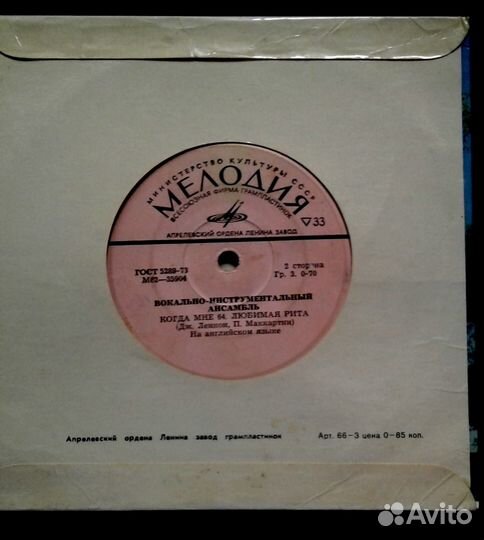 МИНИСТЕРСТВО КУЛЬТУРЫ СССР
МЕЛОДИЯ
ВСЕСОЮЗНАЯ ФИРМА ГРАМПЛАСТИНОК
33
АПРЕЛЕВСКИЙ ОРДЕНА ЛЕНИНА ЗАВОД
ГОСТ 5289-73
М62-35904
2 сторона
Гр. 3. 0-70
ВОКАЛЬНО-ИНСТРУМЕНТАЛЬНЫЙ
АНСАМБЛЬ
КОГДА МНЕ 64. ЛЮБИМАЯ РИТА
(Дж. Леннон, П. Маккартни)
На английском языке
Апрелевский ордена Ленина завод грампластинок
Арт. 66-3 цена 0-85 коп.
Avito